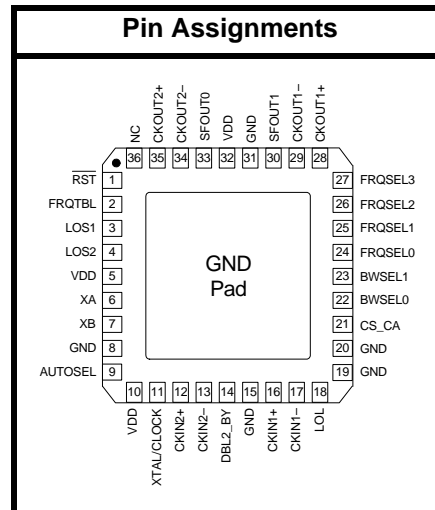 Pin Assignments
NC
CKOUT2+
CKOUT2–
SFOUT0
VDD
GND
SFOUT1
CKOUT1–
CKOUT1+
36 35 34 33 32 31 30 29 28
RST 1
FRQTBL 2
LOS1 3
LOS2 4
VDD 5
XA 6
XB 7
GND 8
AUTOSEL 9
GND
Pad
27 FRQSEL3
26 FRQSEL2
25 FRQSEL1
24 FRQSEL0
23 BWSEL1
22 BWSEL0
21 CS_CA
20 GND
19 GND
10 11 12 13 14 15 16 17 18
VDD
XTAL/CLOCK
CKIN2+
CKIN2–
DBL2_BY
GND
CKIN1+
CKIN1–
LOL